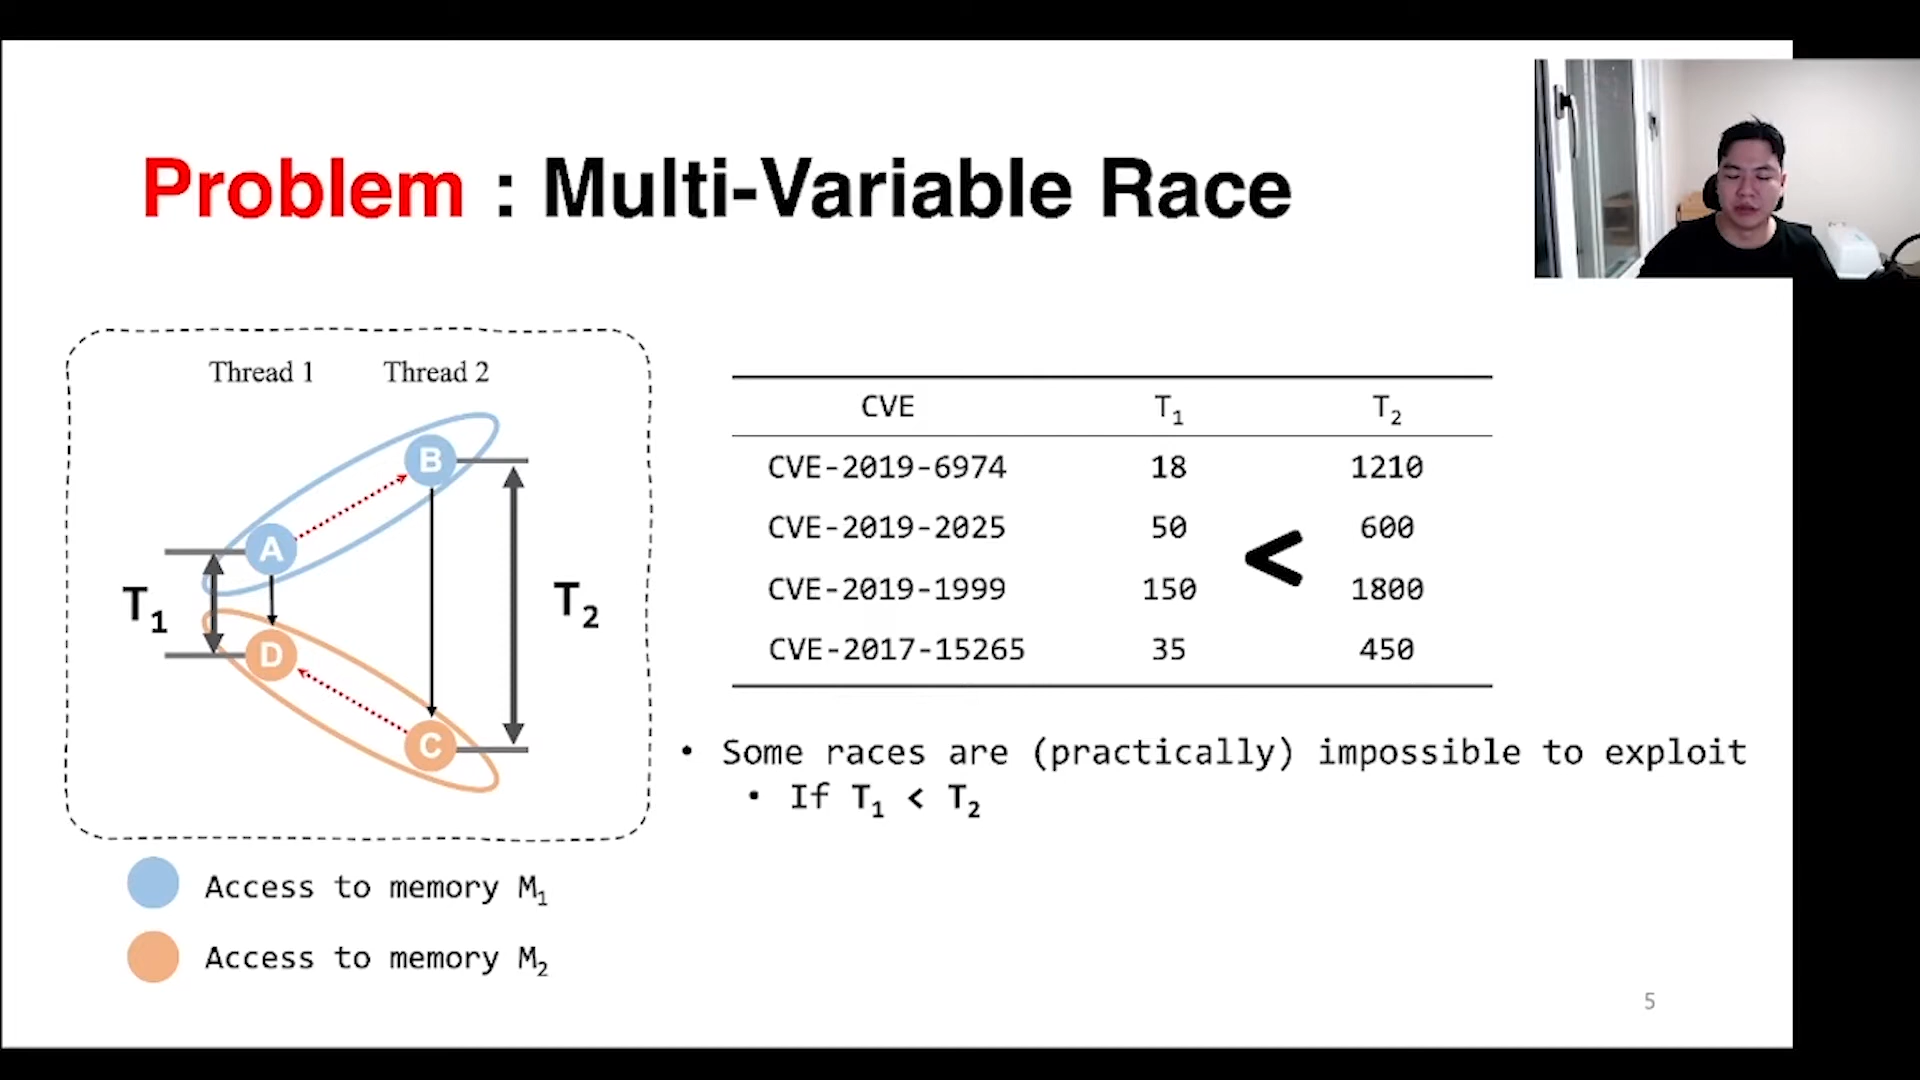 Problem : Multi-Variable Race
Thread 1 Thread 2
B
A
T₁
T₂
D
C
Access to memory M₁
Access to memory M₂
CVE T₁ T₂
CVE-2019-6974 18 1210
CVE-2019-2025 50 600
<
CVE-2019-1999 150 1800
CVE-2017-15265 35 450
• Some races are (practically) impossible to exploit
• If T₁ < T₂
5